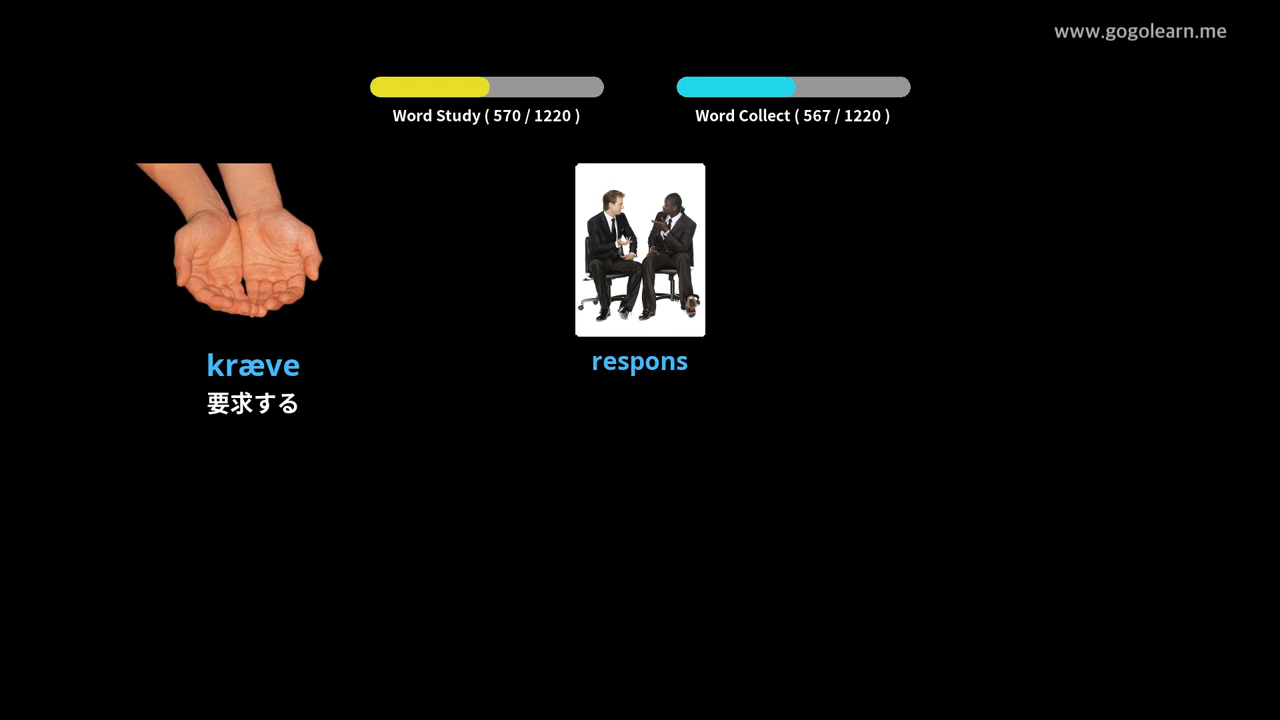 www.gogolearn.me
Word Study ( 570 / 1220 )
Word Collect ( 567 / 1220 )
kræve
要求する
respons